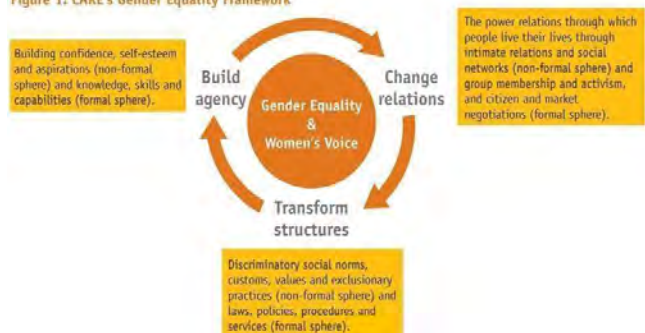 Figure 1: CARE's Gender Equality Framework
Building confidence, self-esteem
and aspirations (non-formal
sphere) and knowledge, skills and
capabilities (formal sphere).
Build
agency
Gender Equality
&
Women's Voice
Change
relations
The power relations through which
people live their lives through
intimate relations and social
networks (non-formal sphere) and
group membership and activism,
and citizen and market
negotiations (formal sphere).
Transform
structures
Discriminatory social norms,
customs, values and exclusionary
practices (non-formal sphere) and
laws, policies, procedures and
services (formal sphere).